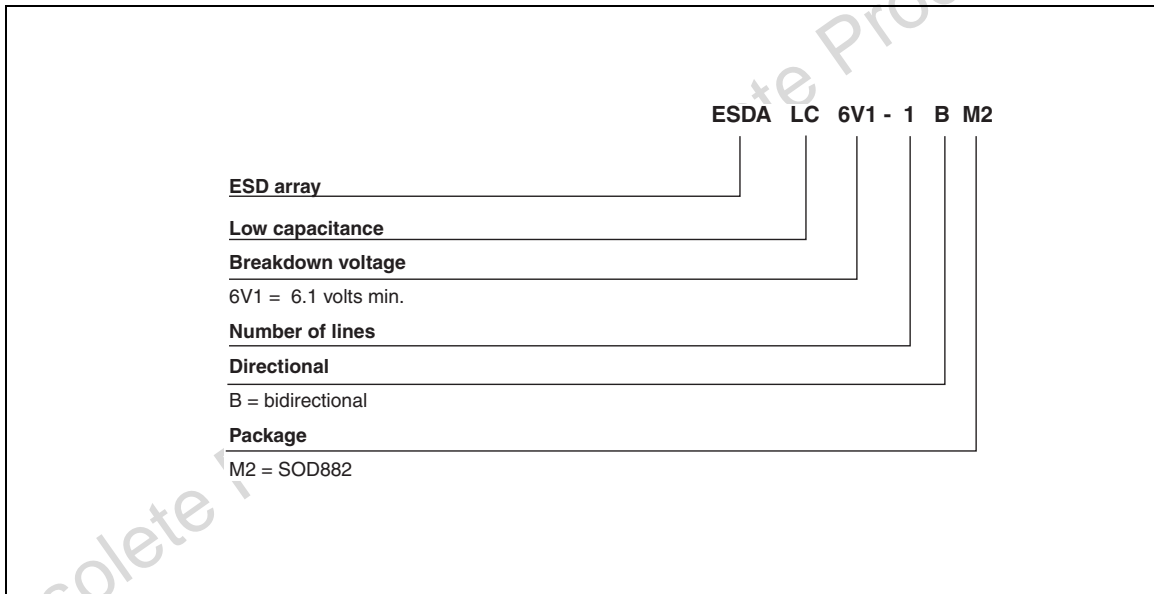 ESDA LC 6V1 - 1 B M2
ESD array
Low capacitance
Breakdown voltage
6V1 = 6.1 volts min.
Number of lines
Directional
B = bidirectional
Package
M2 = SOD882